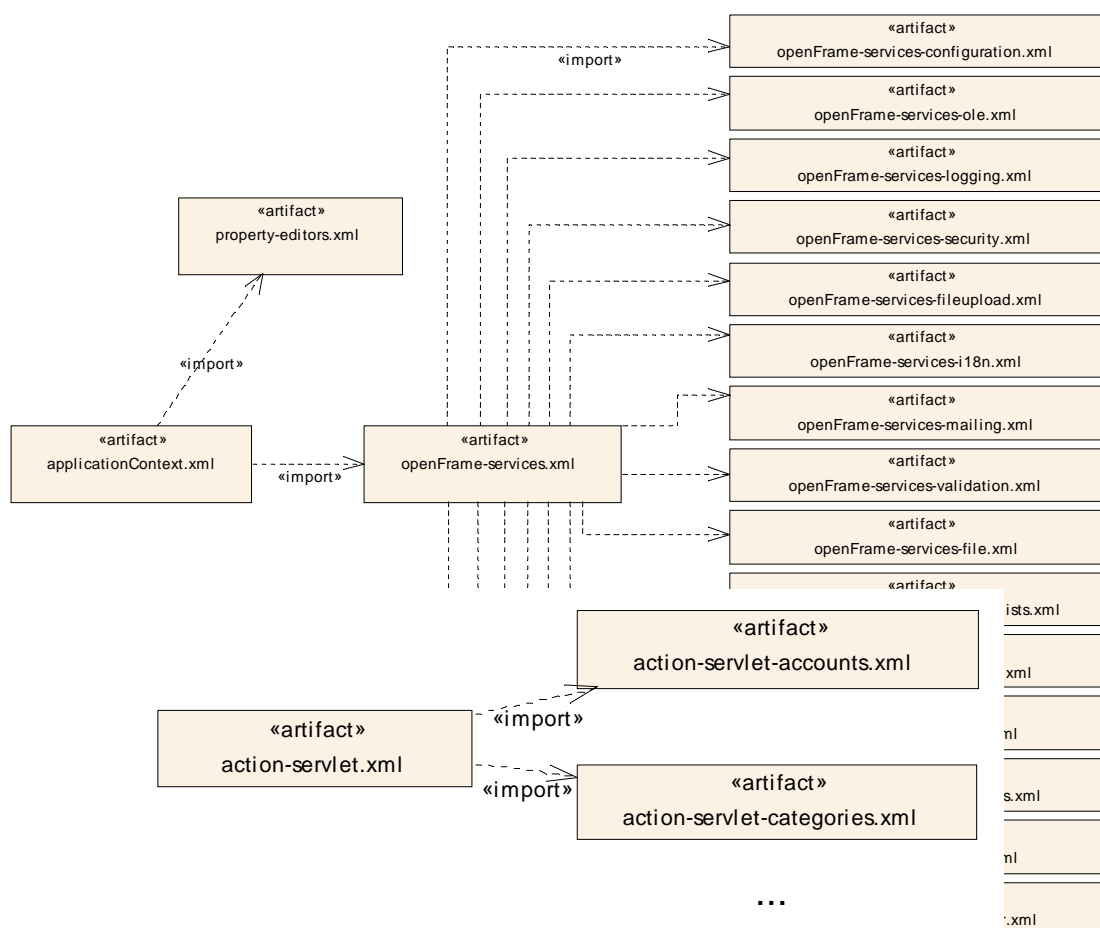 «artifact»
openFrame-services-configuration.xml
«import»
«artifact»
openFrame-services-ole.xml
«artifact»
openFrame-services-logging.xml
«artifact»
property-editors.xml
«artifact»
openFrame-services-security.xml
«artifact»
openFrame-services-fileupload.xml
«artifact»
openFrame-services-i18n.xml
«import»
«artifact»
openFrame-services-mailing.xml
«artifact»
applicationContext.xml
«import»
«artifact»
openFrame-services.xml
«artifact»
openFrame-services-validation.xml
«artifact»
openFrame-services-file.xml
«artifact»
ists.xml
«artifact»
action-servlet-accounts.xml
.xml
«import»
«artifact»
action-servlet.xml
ml
«import»
«artifact»
action-servlet-categories.xml
s.xml
ml
...
r.xml